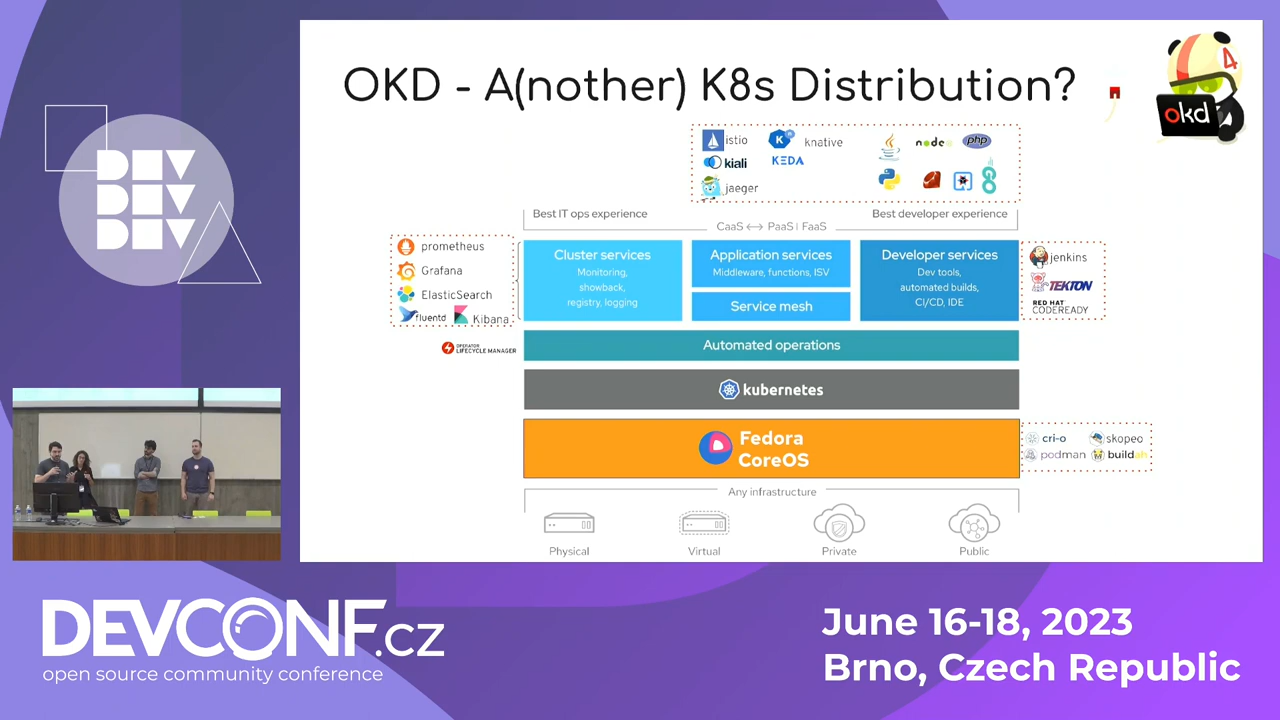 OKD - A(nother) K8s Distribution?
4
okd
DEV
DEV
DEV
istio
knative
node
php
kiali
KEDA
jaeger
Best IT ops experience
Best developer experience
CaaS ↔ PaaS | FaaS
prometheus
Grafana
ElasticSearch
fluentd
Kibana
Cluster services
Monitoring,
showback,
registry, logging
Application services
Middleware, functions, ISV
Service mesh
Developer services
Dev tools,
automated builds,
CI/CD, IDE
jenkins
TEKTON
RED HAT
CODEREADY
OPERATOR
LIFECYCLE MANAGER
Automated operations
kubernetes
Fedora
CoreOS
cri-o
skopeo
podman
buildah
Any infrastructure
Physical
Virtual
Private
Public
DEVCONF.cz
open source community conference
June 16-18, 2023
Brno, Czech Republic